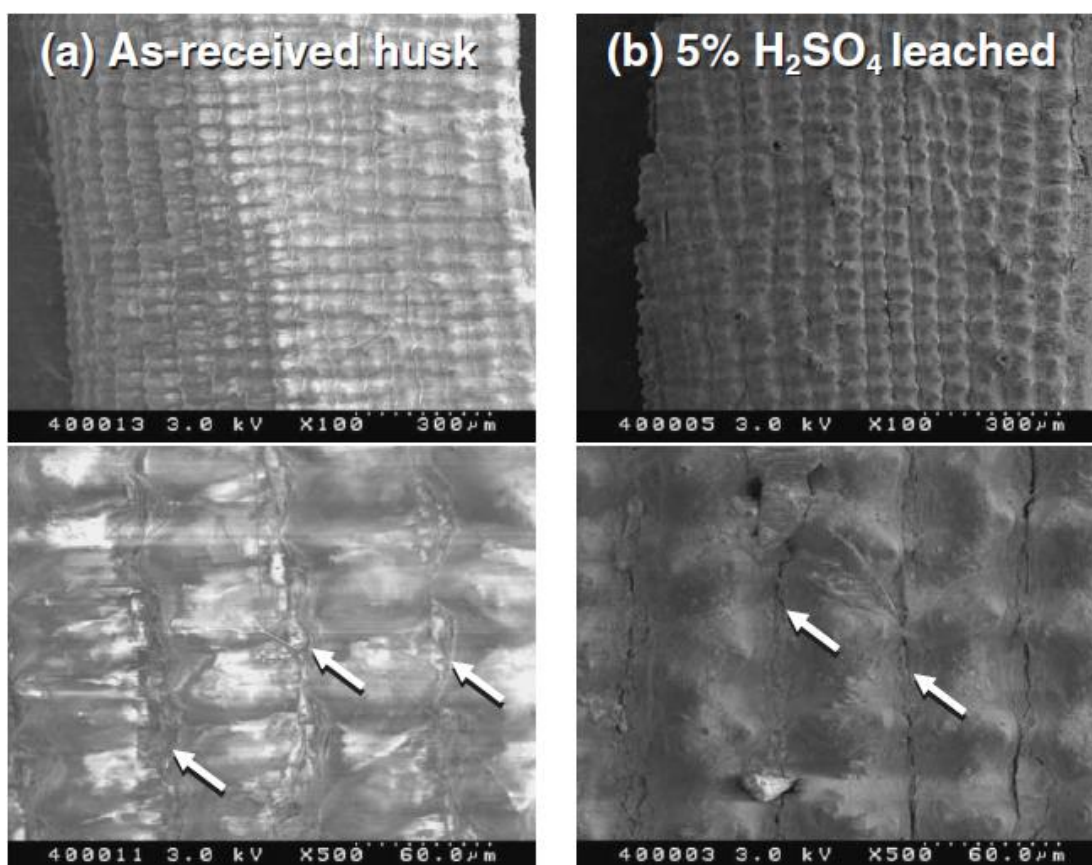 (a) As-received husk
(b) 5% H₂SO₄ leached
400013 3.0 kV X100 300µm
400005 3.0 kV X100 300µm
400011 3.0 kV X500 60.0µm
400003 3.0 kV X500 60.0µm